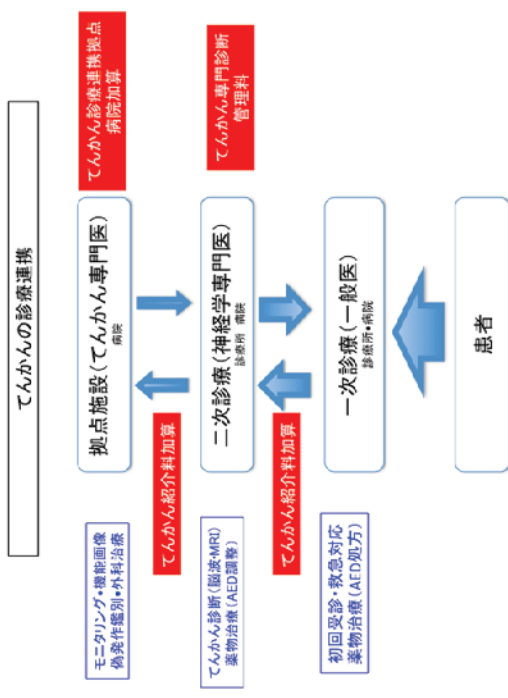 てんかんの診療連携
モニタリング•機能画像
偽発作鑑別•外科治療
拠点施設(てんかん専門医)
病院
てんかん診療連携拠点
病院加算
てんかん紹介料加算
てんかん診断(脳波･MRI)
薬物治療(AED調整)
二次診療(神経学専門医)
診療所 病院
てんかん専門診断
管理料
てんかん紹介料加算
初回受診•救急対応
薬物治療(AED処方)
一次診療(一般医)
診療所•病院
患者